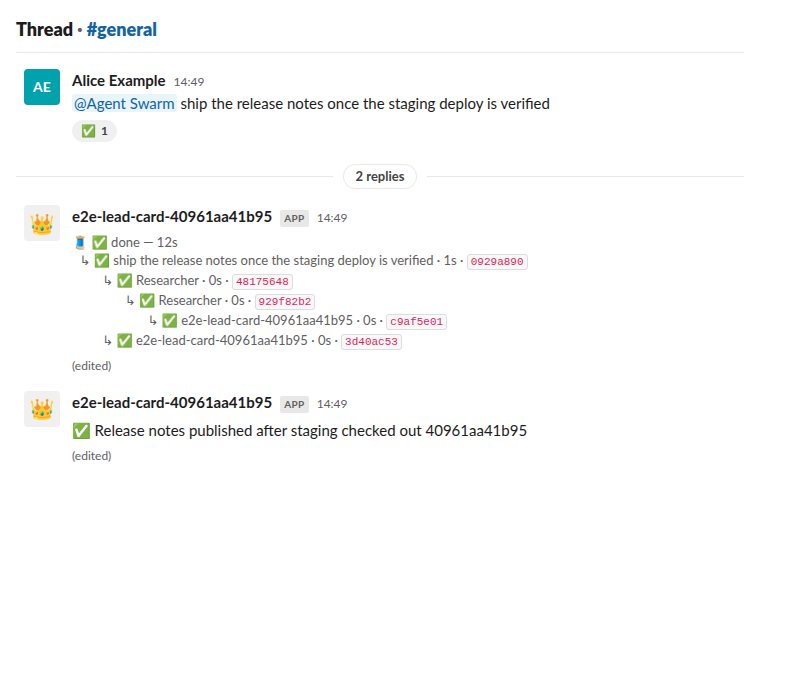 Thread • #general
AE
Alice Example 14:49
@Agent Swarm ship the release notes once the staging deploy is verified
✅ 1
2 replies
e2e-lead-card-40961aa41b95 APP 14:49
🧵 ✅ done — 12s
↳ ✅ ship the release notes once the staging deploy is verified · 1s · 0929a890
↳ ✅ Researcher · 0s · 48175648
↳ ✅ Researcher · 0s · 929f82b2
↳ ✅ e2e-lead-card-40961aa41b95 · 0s · c9af5e01
↳ ✅ e2e-lead-card-40961aa41b95 · 0s · 3d40ac53
(edited)
e2e-lead-card-40961aa41b95 APP 14:49
✅ Release notes published after staging checked out 40961aa41b95
(edited)